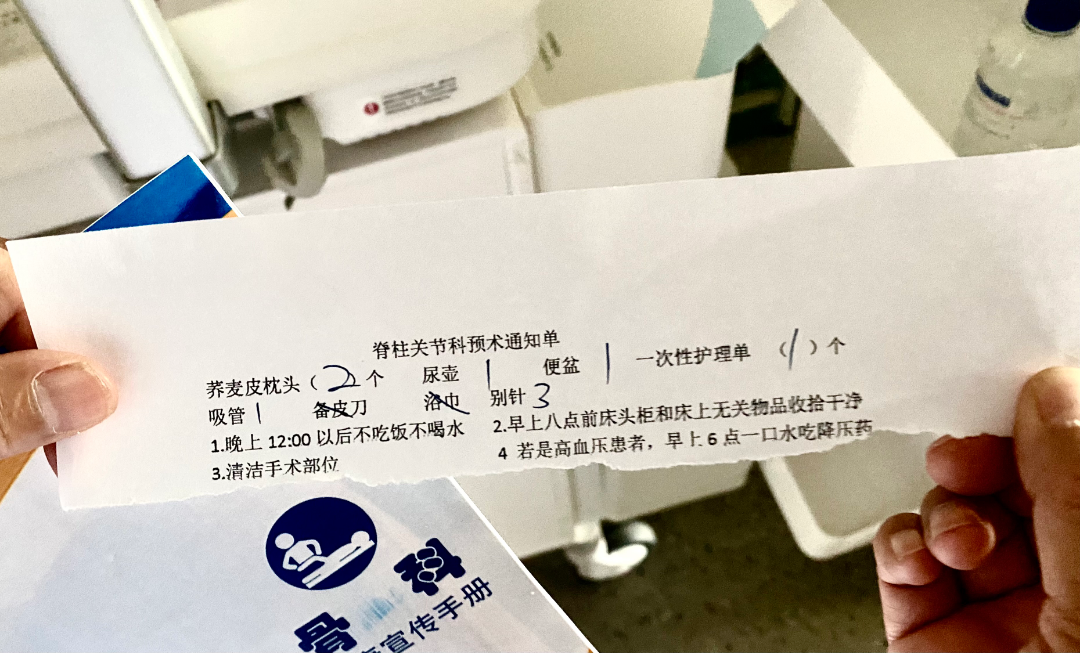 脊柱关节科预术通知单
荞麦皮枕头（2个 尿壶 | 便盆 | 一次性护理单 （/）个
吸管 | 备皮刀 浴巾 别针 3
1.晚上 12:00 以后不吃饭不喝水 2.早上八点前床头柜和床上无关物品收拾干净
3.清洁手术部位 4 若是高血压患者，早上 6 点一口水吃降压药
骨科
宣传手册